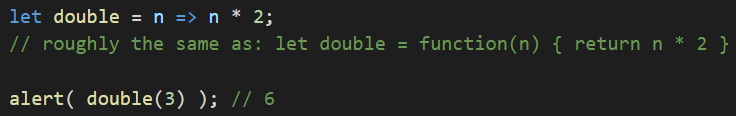 let double = n => n * 2;
// roughly the same as: let double = function(n) { return n * 2 }
alert( double(3) ); // 6